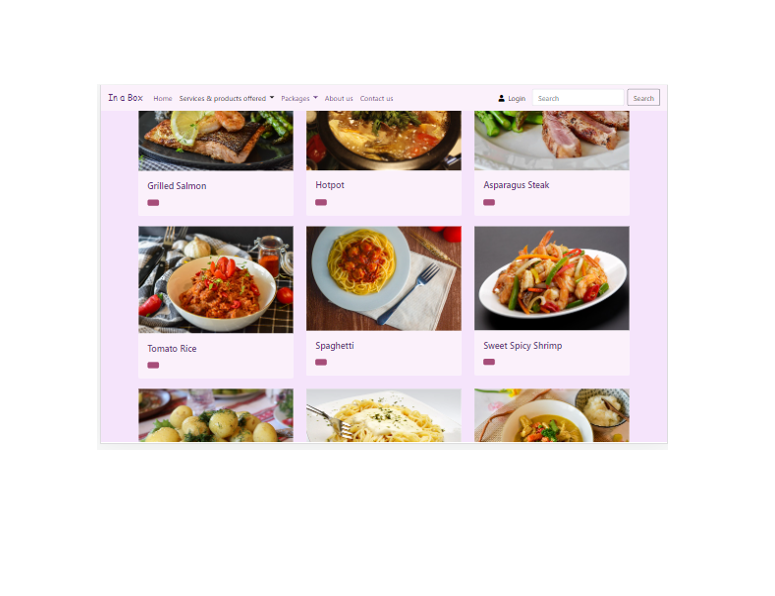 In a Box Home Services & products offered Packages About us Contact us Login Search Search
Grilled Salmon Hotpot Asparagus Steak
Tomato Rice Spaghetti Sweet Spicy Shrimp